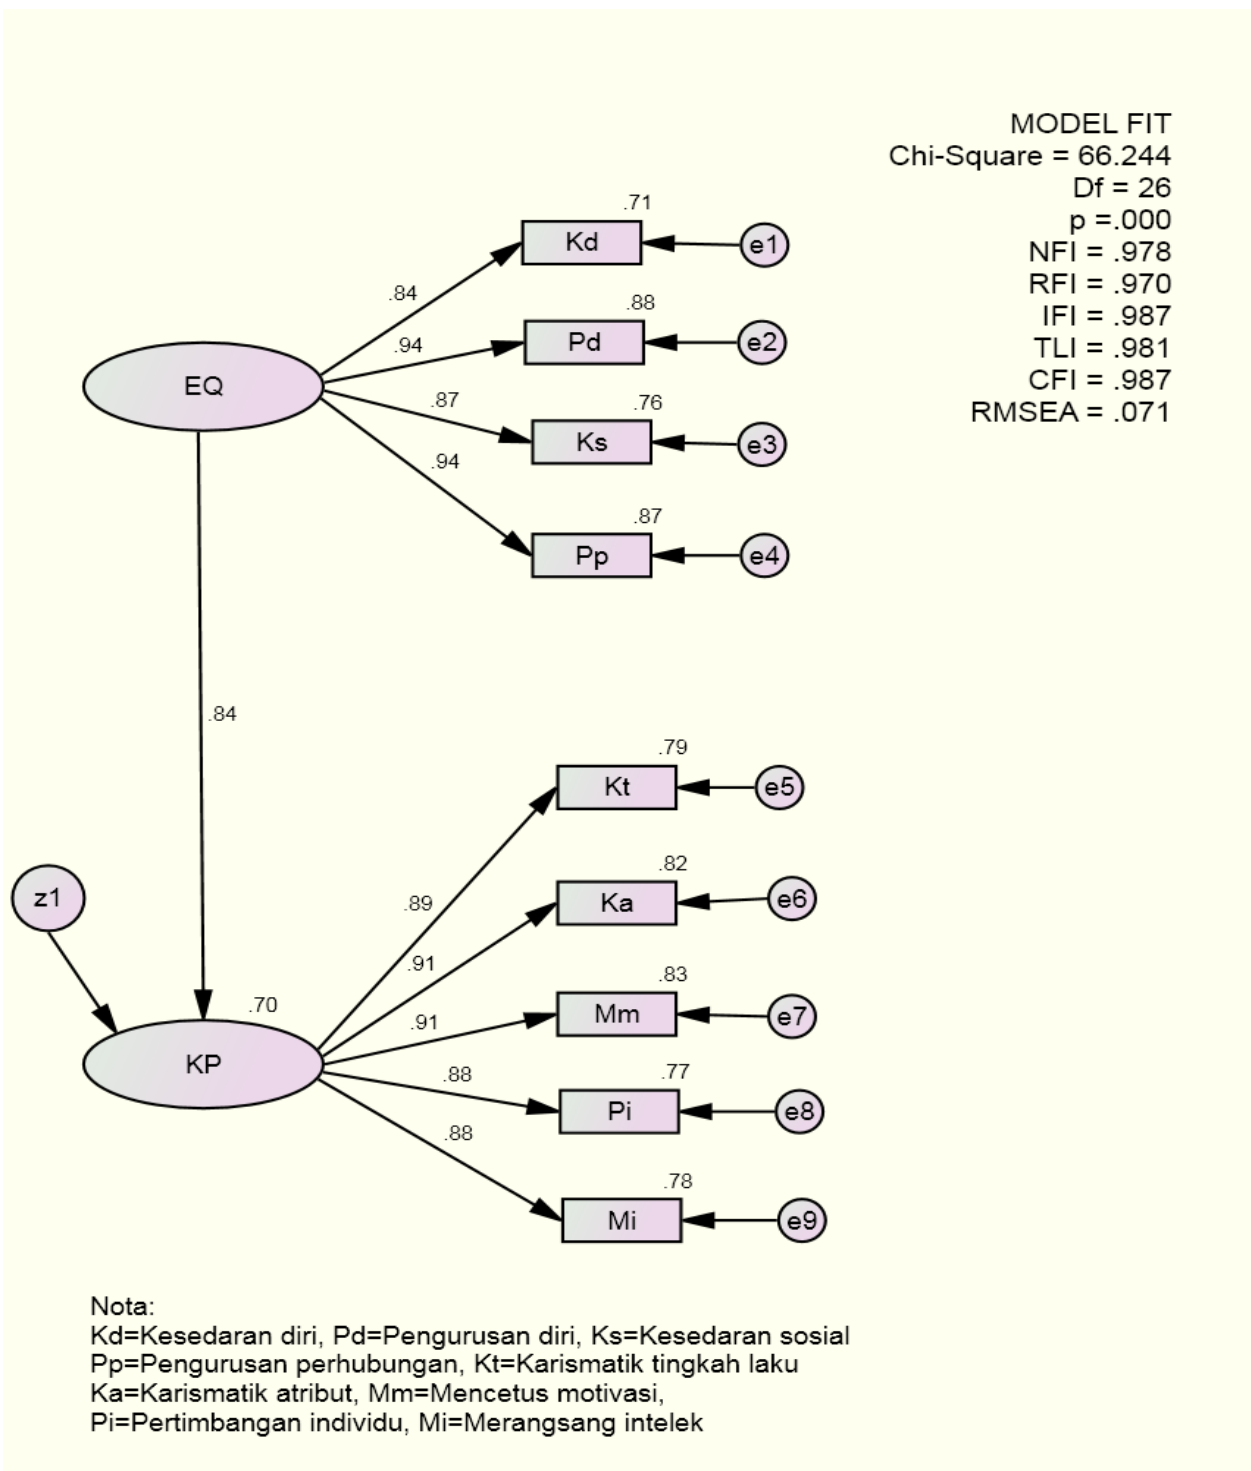 MODEL FIT
Chi-Square = 66.244
Df = 26
p =.000
NFI = .978
RFI = .970
IFI = .987
TLI = .981
CFI = .987
RMSEA = .071
.71
Kd
e1
.84
.88
Pd
e2
.94
EQ
.87
.76
Ks
e3
.94
.87
Pp
e4
.84
.79
Kt
e5
z1
.89
.82
Ka
e6
.91
.70
.83
Mm
e7
.91
KP
.88
.77
Pi
e8
.88
.78
Mi
e9
Nota:
Kd=Kesedaran diri, Pd=Pengurusan diri, Ks=Kesedaran sosial
Pp=Pengurusan perhubungan, Kt=Karismatik tingkah laku
Ka=Karismatik atribut, Mm=Mencetus motivasi,
Pi=Pertimbangan individu, Mi=Merangsang intelek